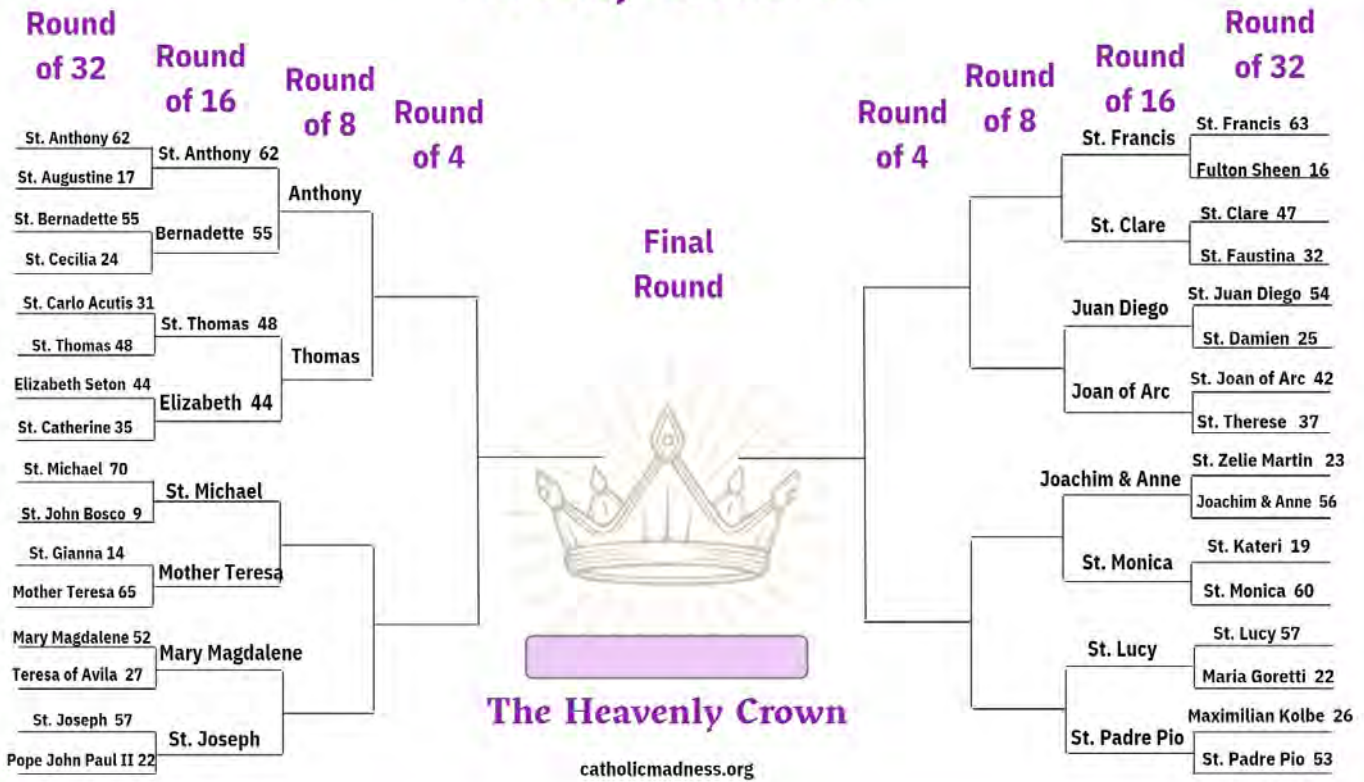 Round
of 32
Round
of 16
Round
of 8
Round
of 4
St. Anthony 62
St. Augustine 17
St. Bernadette 55
St. Cecilia 24
St. Carlo Acutis 31
St. Thomas 48
Elizabeth Seton 44
St. Catherine 35
St. Michael 70
St. John Bosco 9
St. Gianna 14
Mother Teresa 65
Mary Magdalene 52
Teresa of Avila 27
St. Joseph 57
Pope John Paul II 22
St. Anthony 62
Bernadette 55
St. Thomas 48
Elizabeth 44
St. Michael
Mother Teresa
Mary Magdalene
St. Joseph
Anthony
Thomas
Final
Round
The Heavenly Crown
catholicmadness.org
Round
of 4
Round
of 8
Round
of 16
Round
of 32
St. Francis
St. Clare
Juan Diego
Joan of Arc
Joachim & Anne
St. Monica
St. Lucy
St. Padre Pio
St. Francis 63
Fulton Sheen 16
St. Clare 47
St. Faustina 32
St. Juan Diego 54
St. Damien 25
St. Joan of Arc 42
St. Therese 37
St. Zelie Martin 23
Joachim & Anne 56
St. Kateri 19
St. Monica 60
St. Lucy 57
Maria Goretti 22
Maximilian Kolbe 26
St. Padre Pio 53